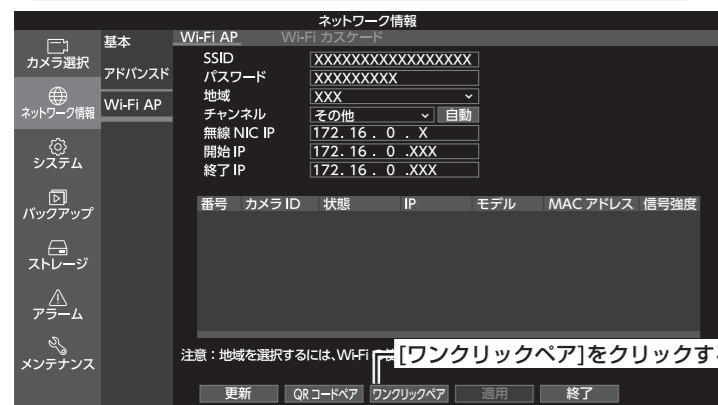 ネットワーク情報
カメラ選択
ネットワーク情報
システム
バックアップ
ストレージ
アラーム
メンテナンス
基本
アドバンスド
Wi-Fi AP
Wi-Fi AP Wi-Fi カスケード
SSID XXXXXXXXXXXXXXXXX
パスワード XXXXXXXXX
地域 XXX
チャンネル その他 自動
無線 NIC IP 172. 16 . 0 . X
開始 IP 172. 16 . 0 .XXX
終了 IP 172. 16 . 0 .XXX
番号 カメラ ID 状態 IP モデル MAC アドレス 信号強度
注意：地域を選択するには、Wi-Fi
[ワンクリックペア]をクリックす
更新 QR コードペア ワンクリックペア 適用 終了